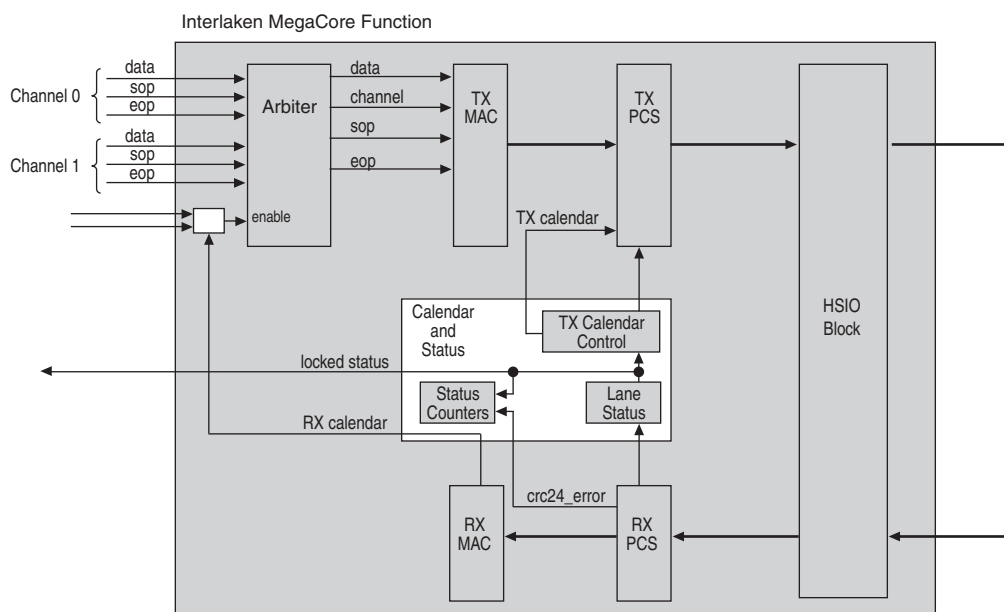 Interlaken MegaCore Function
Channel 0
data
sop
eop
Channel 1
data
sop
eop
Arbiter
enable
data
channel
sop
eop
TX
MAC
TX
PCS
HSIO
Block
TX calendar
Calendar
and
Status
TX Calendar
Control
locked status
Status
Counters
Lane
Status
RX calendar
crc24_error
RX
MAC
RX
PCS